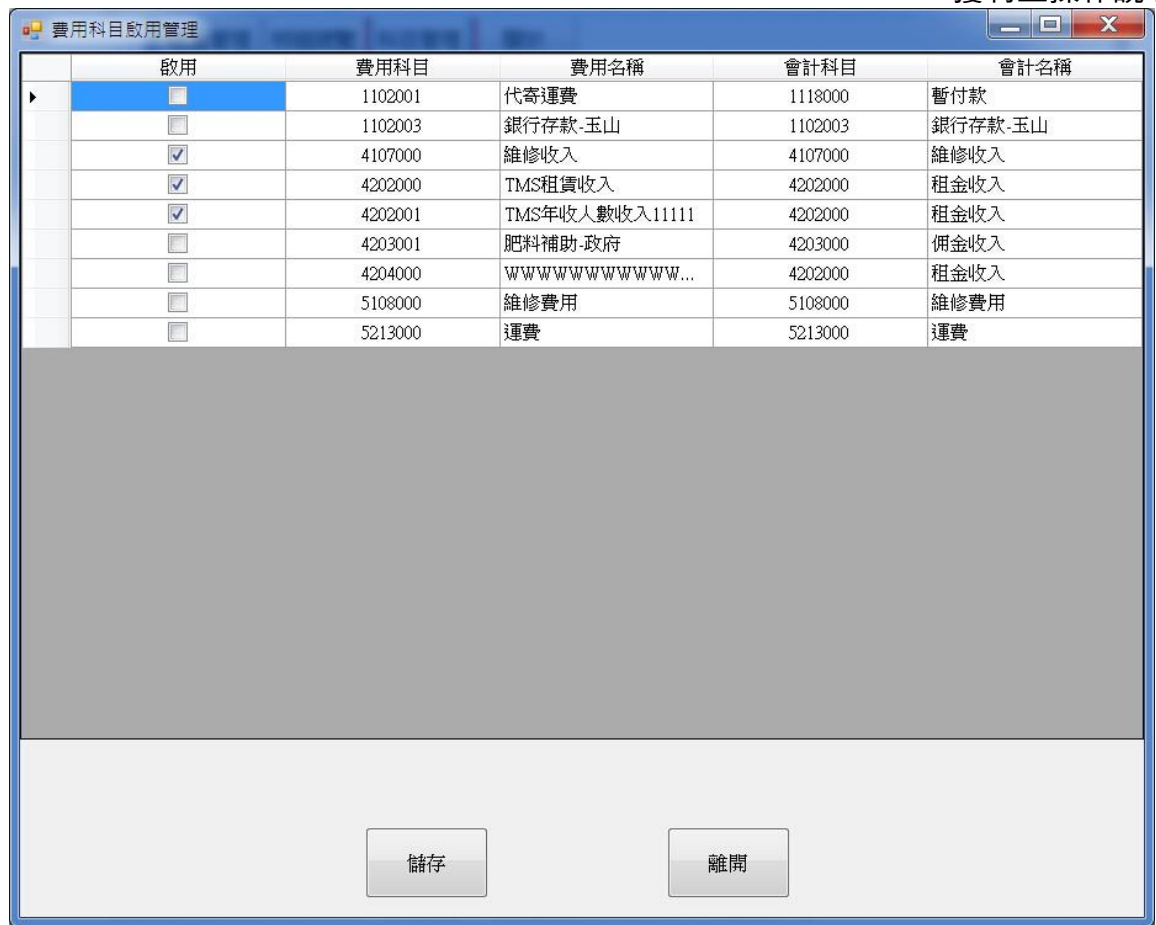 費用科目啟用管理
啟用 費用科目 費用名稱 會計科目 會計名稱
1102001 代寄運費 1118000 暫付款
1102003 銀行存款-玉山 1102003 銀行存款-玉山
4107000 維修收入 4107000 維修收入
4202000 TMS租賃收入 4202000 租金收入
4202001 TMS年收人數收入11111 4202000 租金收入
4203001 肥料補助-政府 4203000 佣金收入
4204000 WWWWWWWWWWW... 4202000 租金收入
5108000 維修費用 5108000 維修費用
5213000 運費 5213000 運費
儲存 離開